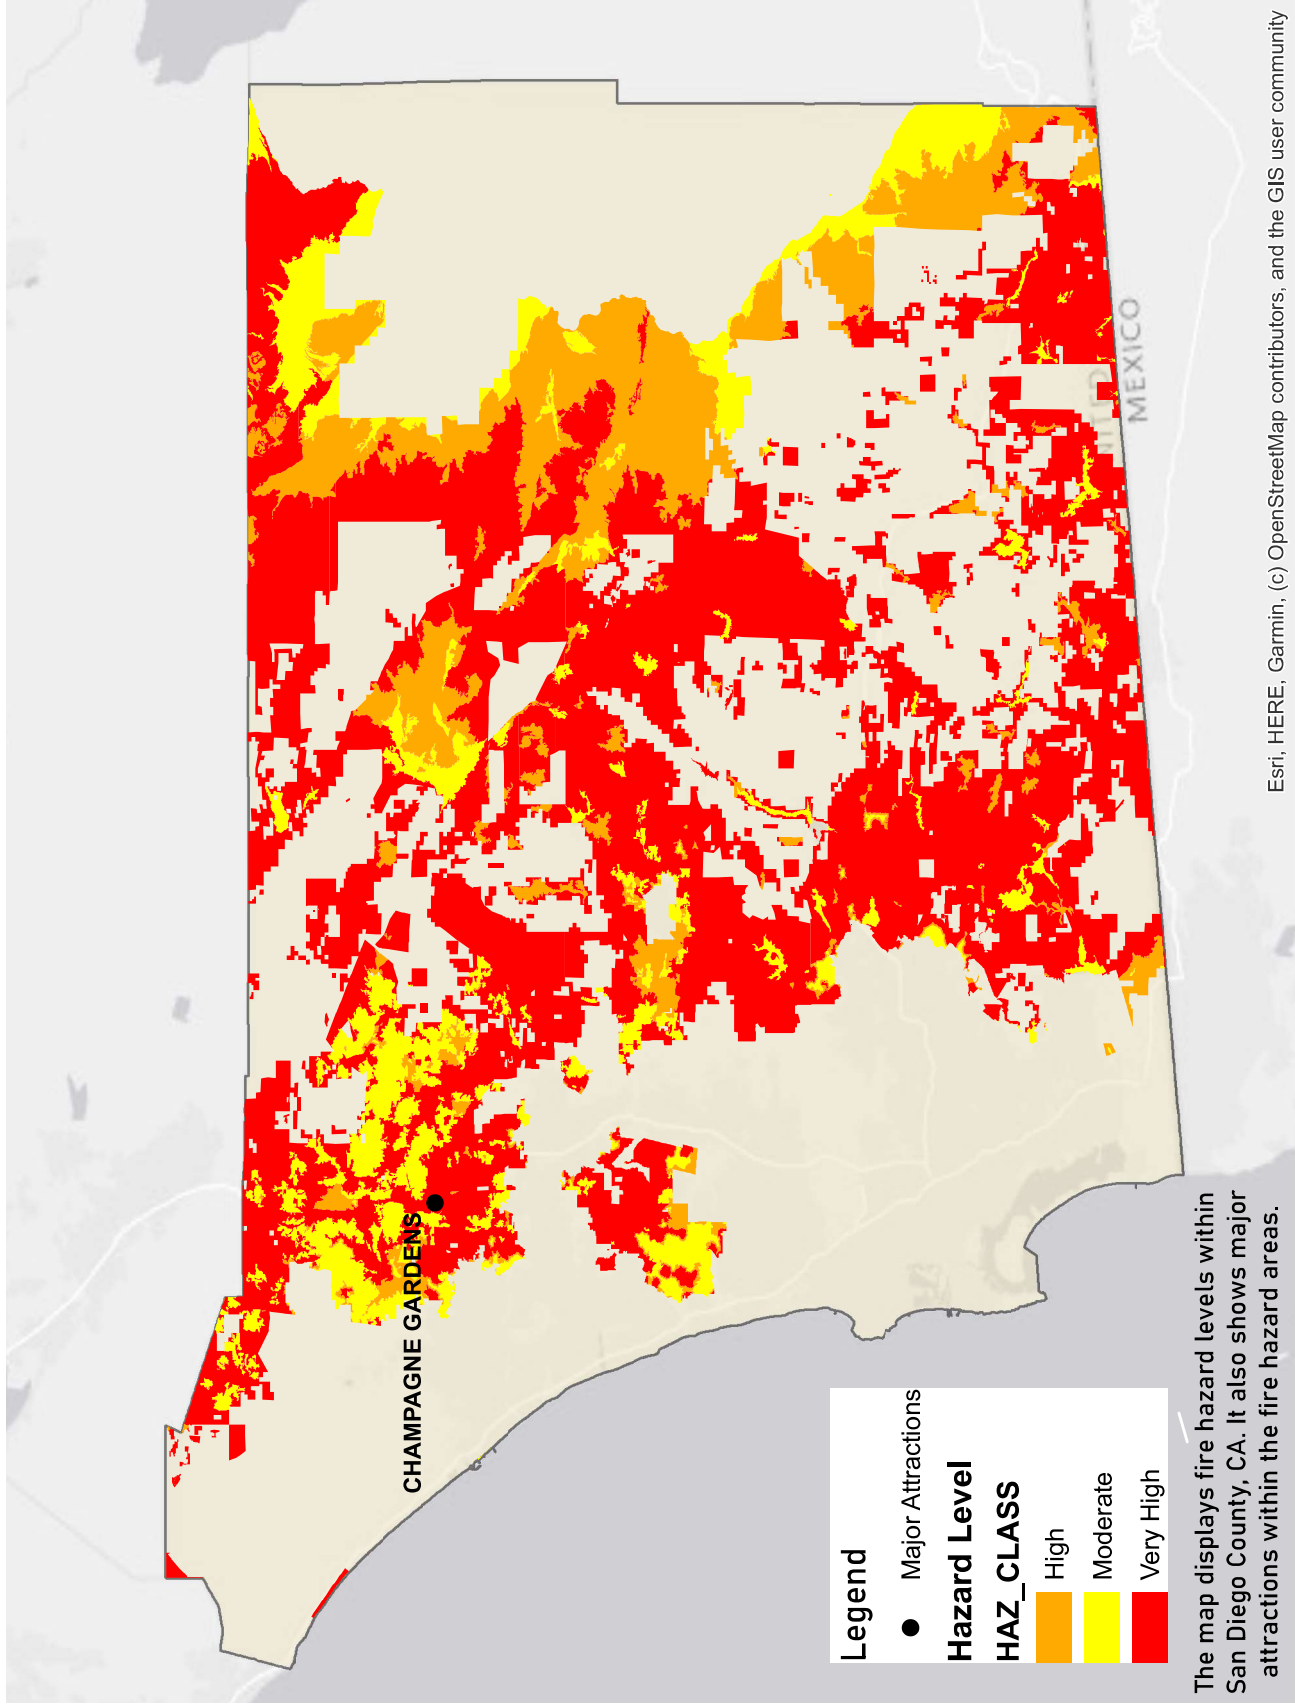 CHAMPAGNE GARDENS
MEXICO
Legend
Major Attractions
Hazard Level
HAZ_CLASS
High
Moderate
Very High
The map displays fire hazard levels within
San Diego County, CA. It also shows major
attractions within the fire hazard areas.
Esri, HERE, Garmin, (c) OpenStreetMap contributors, and the GIS user community